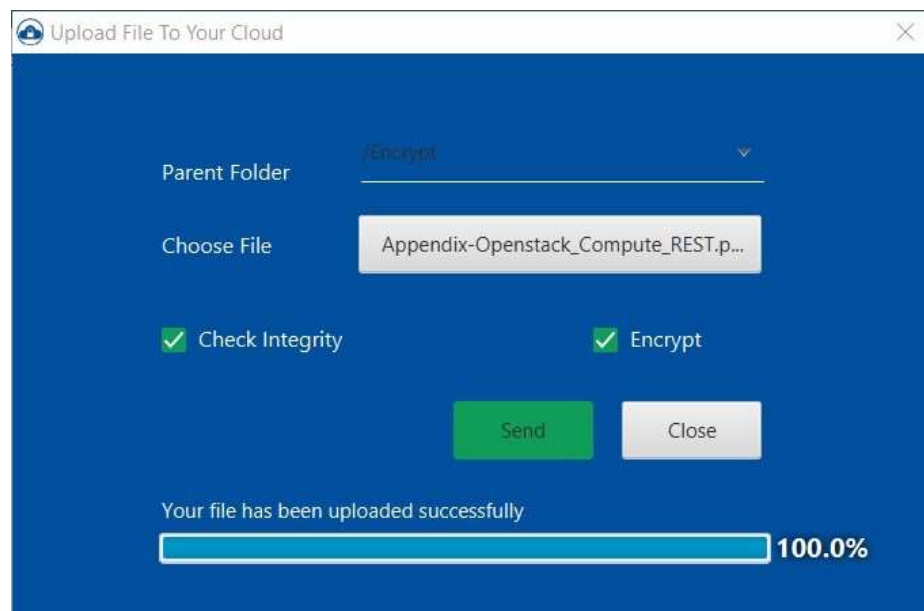 Upload File To Your Cloud
Parent Folder
/Encrypt
Choose File
Appendix-Openstack_Compute_REST.p...
Check Integrity
Encrypt
Send
Close
Your file has been uploaded successfully
100.0%